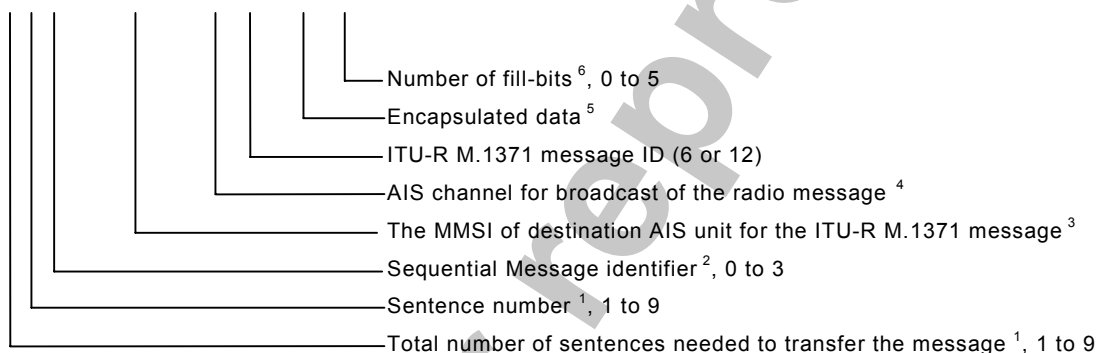 Number of fill-bits ⁶, 0 to 5
Encapsulated data ⁵
ITU-R M.1371 message ID (6 or 12)
AIS channel for broadcast of the radio message ⁴
The MMSI of destination AIS unit for the ITU-R M.1371 message ³
Sequential Message identifier ², 0 to 3
Sentence number ¹, 1 to 9
Total number of sentences needed to transfer the message ¹, 1 to 9